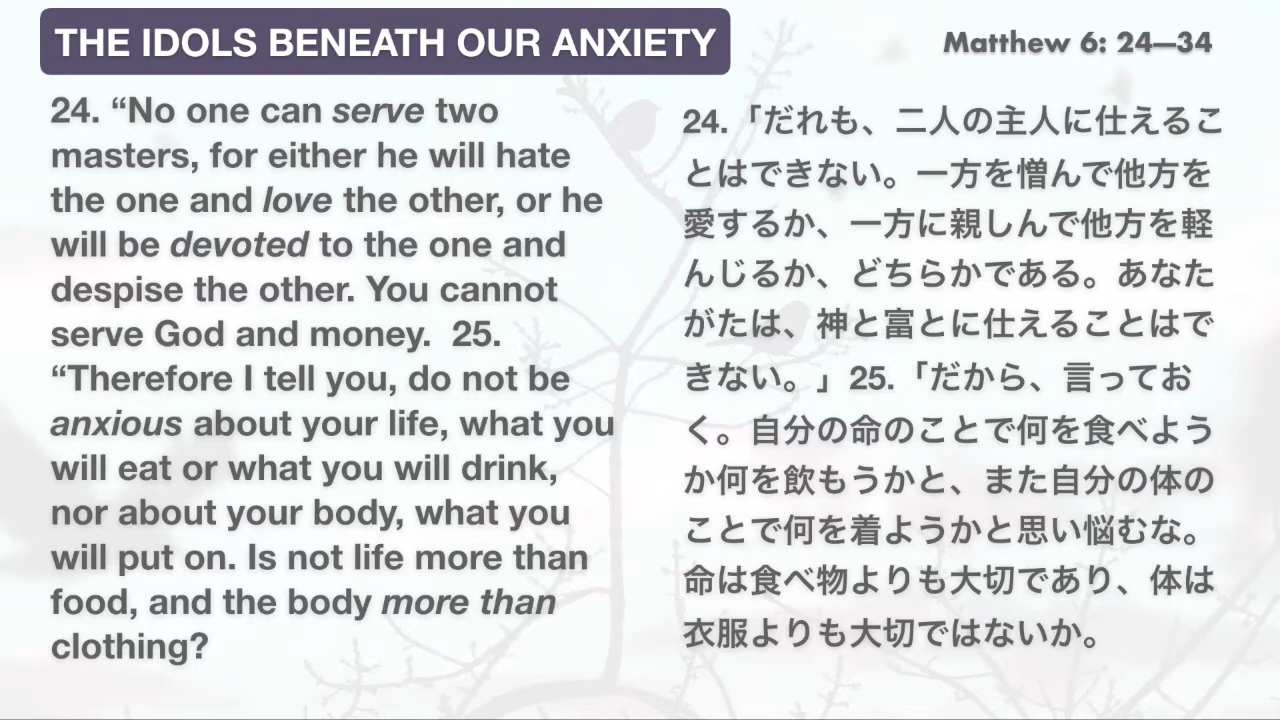 THE IDOLS BENEATH OUR ANXIETY
Matthew 6: 24—34
24. “No one can serve two
masters, for either he will hate
the one and love the other, or he
will be devoted to the one and
despise the other. You cannot
serve God and money.  25.
“Therefore I tell you, do not be
anxious about your life, what you
will eat or what you will drink,
nor about your body, what you
will put on. Is not life more than
food, and the body more than
clothing?
24.「だれも、二人の主人に仕えるこ
とはできない。一方を憎んで他方を
愛するか、一方に親しんで他方を軽
んじるか、どちらかである。あなた
がたは、神と富とに仕えることはで
きない。」25.「だから、言ってお
く。自分の命のことで何を食べよう
か何を飲もうかと、また自分の体の
ことで何を着ようかと思い悩むな。
命は食べ物よりも大切であり、体は
衣服よりも大切ではないか。